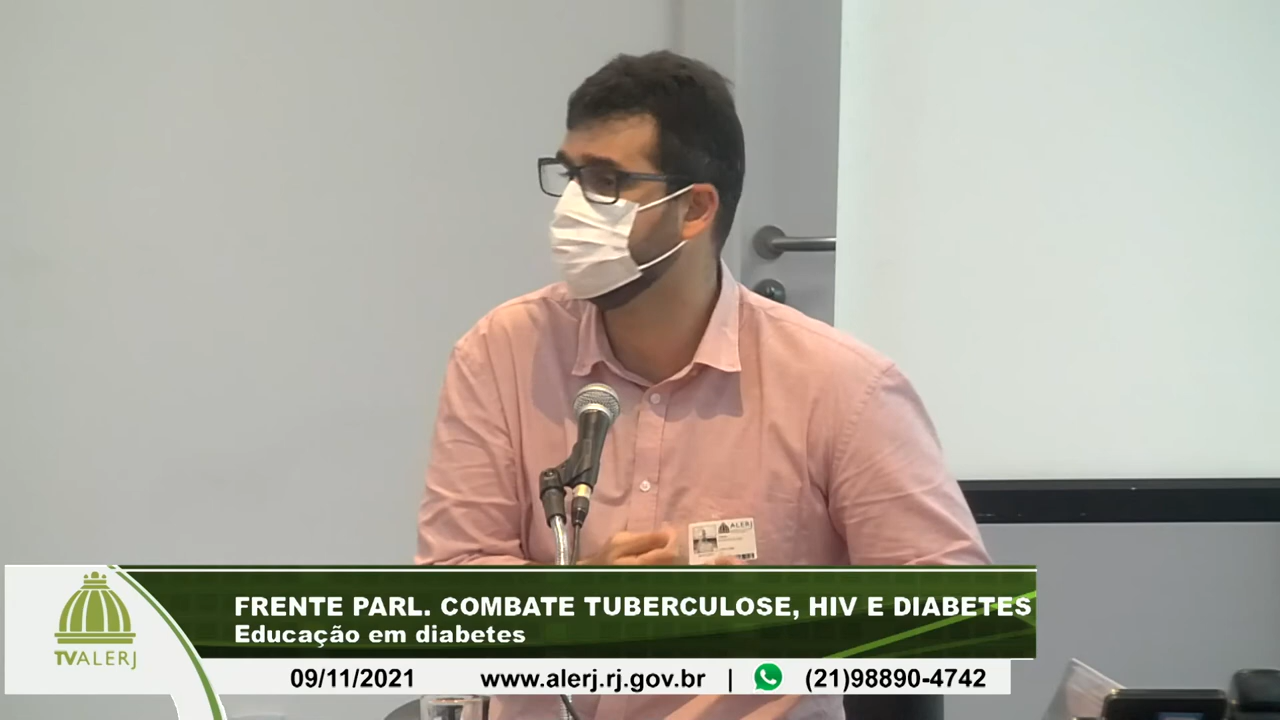 ALERJ
FRENTE PARL. COMBATE TUBERCULOSE, HIV E DIABETES
Educação em diabetes
TVALERJ
09/11/2021 www.alerj.rj.gov.br | (21)98890-4742